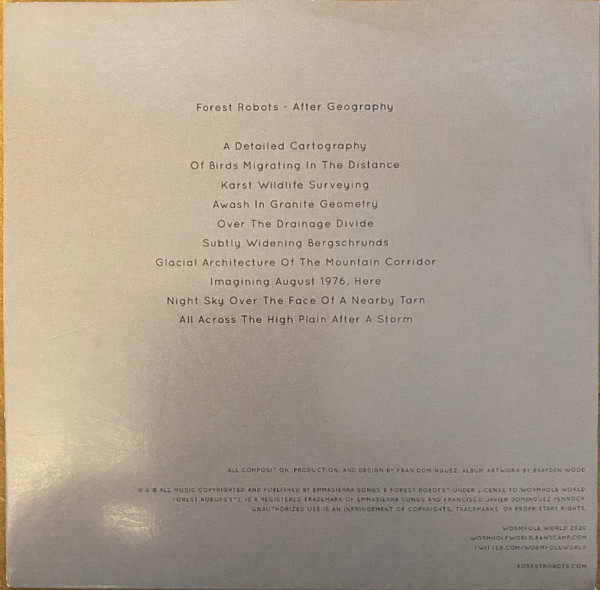 Forest Robots - After Geography
A Detailed Cartography
Of Birds Migrating In The Distance
Karst Wildlife Surveying
Awash In Granite Geometry
Over The Drainage Divide
Subtly Widening Bergschrunds
Glacial Architecture Of The Mountain Corridor
Imagining August 1976, Here
Night Sky Over The Face Of A Nearby Tarn
All Across The High Plain After A Storm
ALL COMPOSITION, PRODUCTION, AND DESIGN BY FRAN DOMINGUEZ. ALBUM ARTWORK BY BRAYDEN WOOD.
© & ℗ ALL MUSIC COPYRIGHTED AND PUBLISHED BY EMMASIERRA SONGS & FOREST ROBOTS™ UNDER LICENSE TO WORMHOLE WORLD.
FOREST ROBOTS(™), IS A REGISTERED TRADEMARK OF EMMASIERRA SONGS AND FRANCISCO JAVIER DOMINGUEZ PENNOCK.
UNAUTHORIZED USE IS AN INFRINGEMENT OF COPYRIGHTS, TRADEMARKS, OR PROPRIETARY RIGHTS.
WORMHOLE WORLD 2020
WORMHOLEWORLD.BANDCAMP.COM
TWITTER.COM/WORMHOLEWORLD
FORESTROBOTS.COM